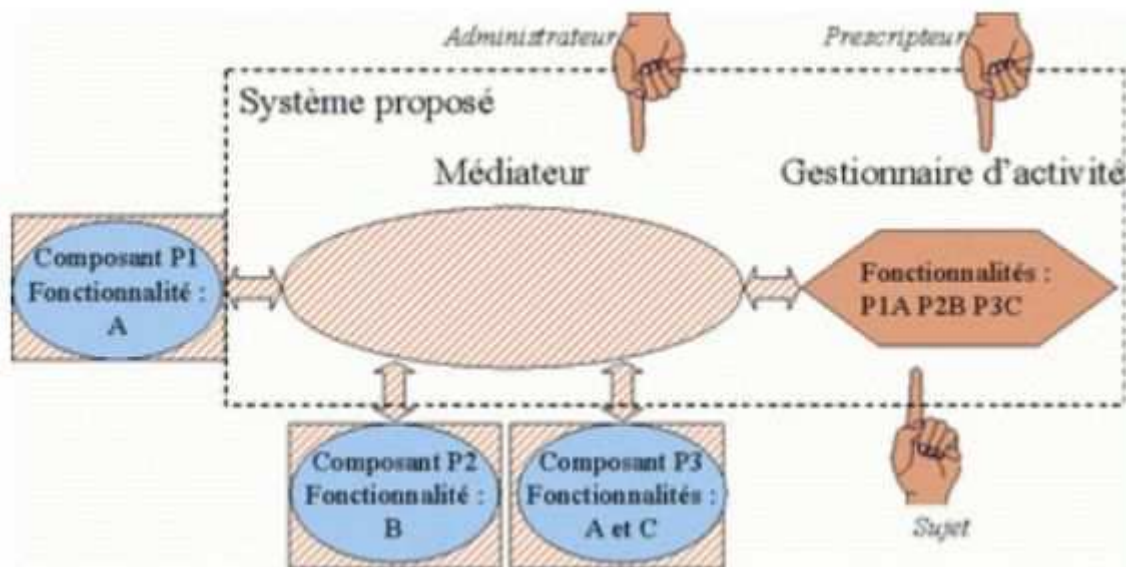 Administrateur
Prescripteur
Système proposé
Médiateur
Gestionnaire d'activité
Composant P1
Fonctionnalité :
A
Fonctionnalités :
P1A P2B P3C
Composant P2
Fonctionnalité :
B
Composant P3
Fonctionnalités :
A et C
Sujet